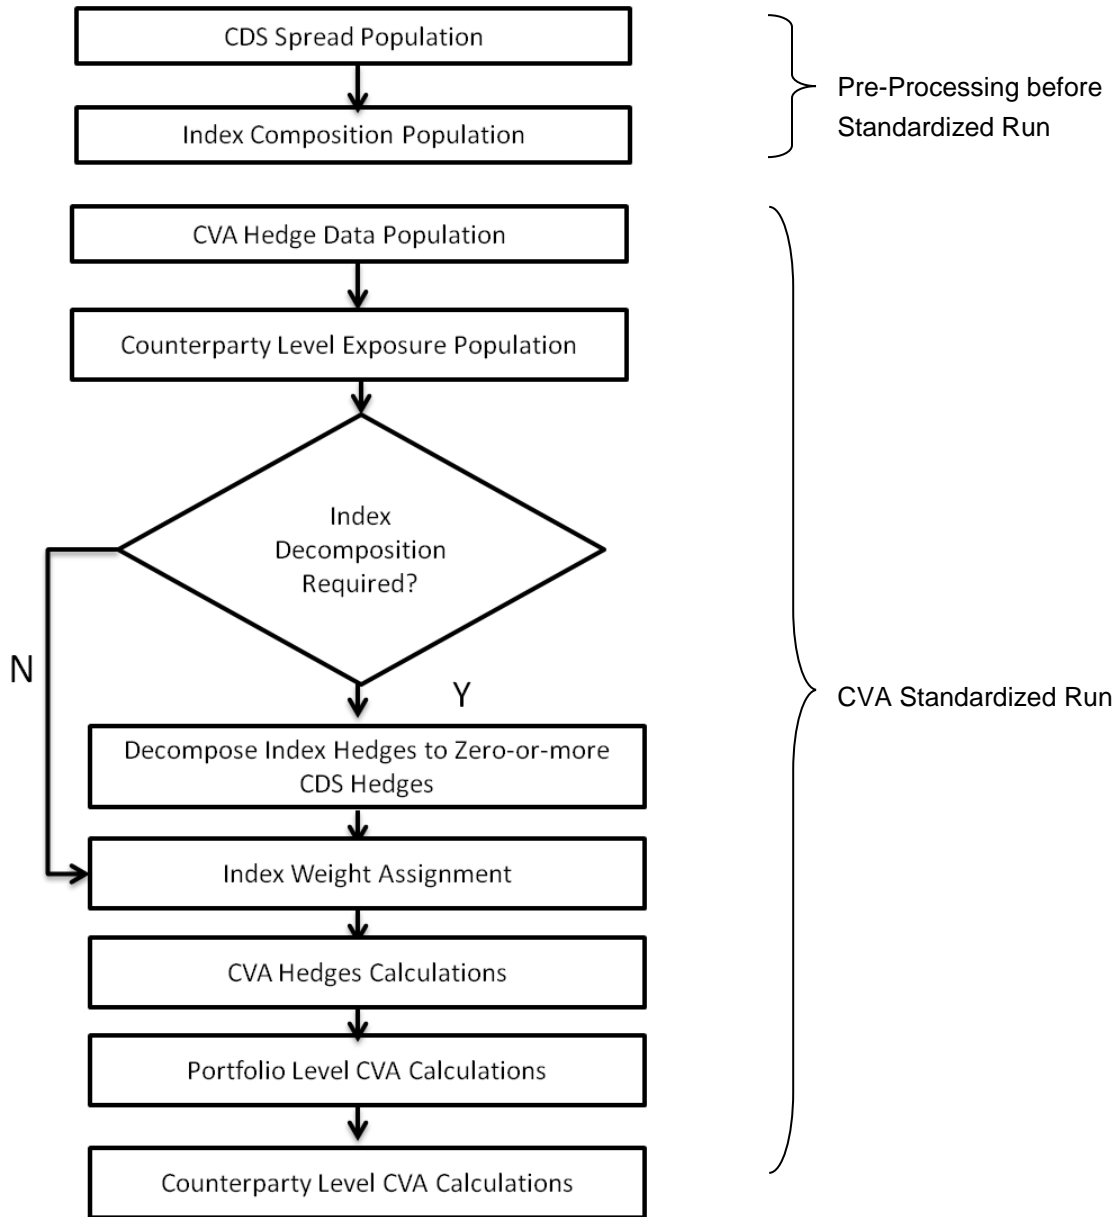 CDS Spread Population
Index Composition Population
Pre-Processing before
Standardized Run
CVA Hedge Data Population
Counterparty Level Exposure Population
Index
Decomposition
Required?
N
Y
Decompose Index Hedges to Zero-or-more
CDS Hedges
Index Weight Assignment
CVA Hedges Calculations
Portfolio Level CVA Calculations
Counterparty Level CVA Calculations
CVA Standardized Run